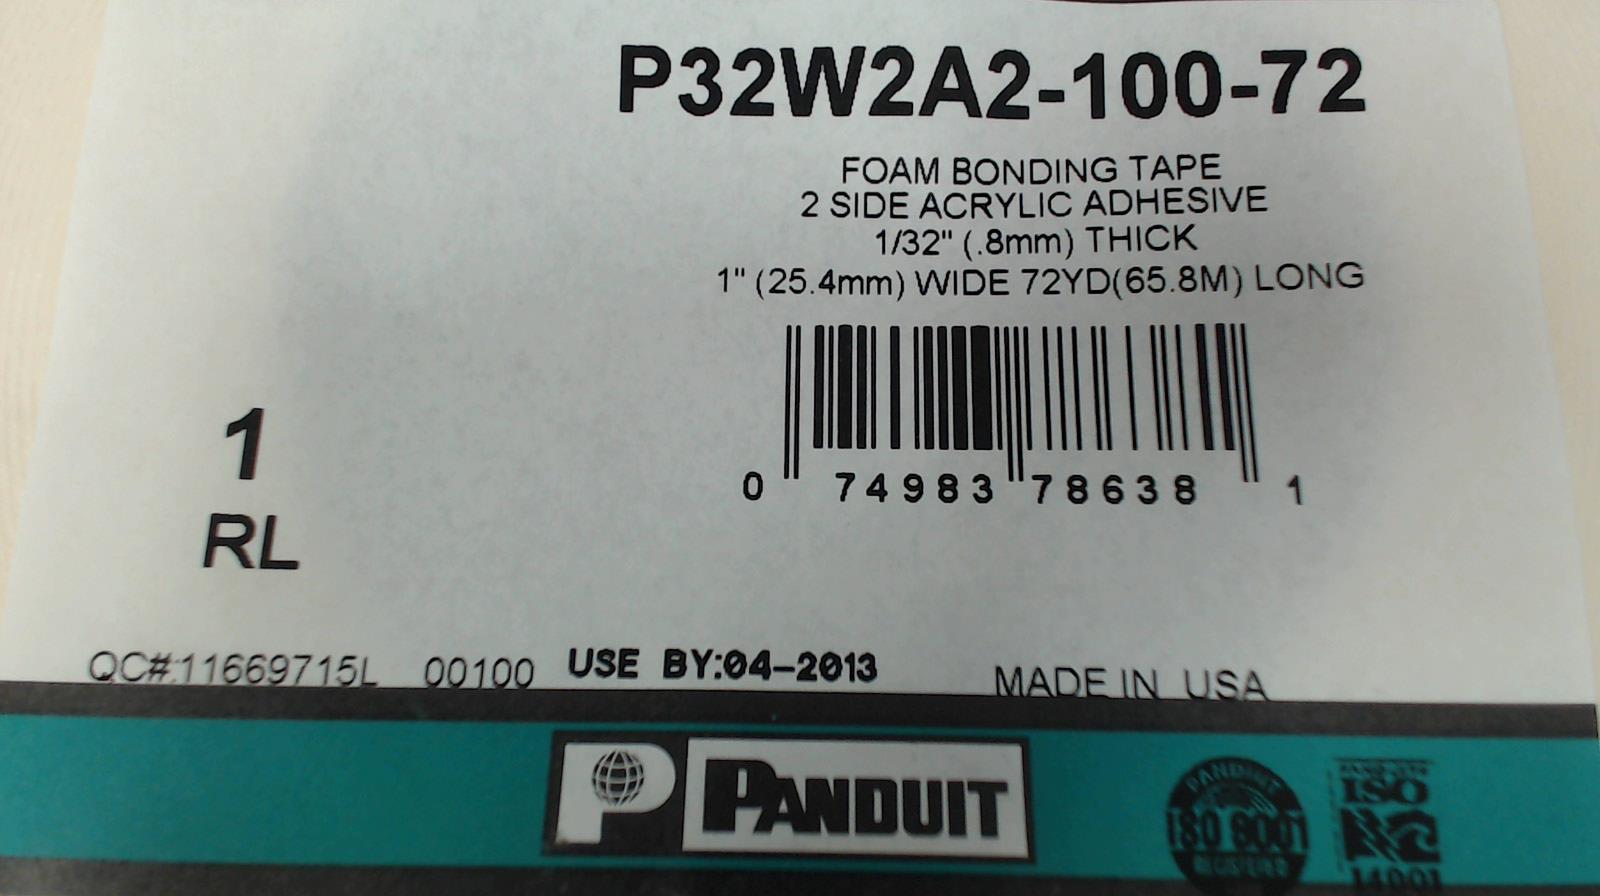 P32W2A2-100-72
FOAM BONDING TAPE
2 SIDE ACRYLIC ADHESIVE
1/32" (.8mm) THICK
1" (25.4mm) WIDE 72YD(65.8M) LONG
0 74983 78638 1
1
RL
QC#:11669715L 00100 USE BY:04-2013 MADE IN USA
P PANDUIT
PANDUIT
ISO
REGISTERED
ISO
14001